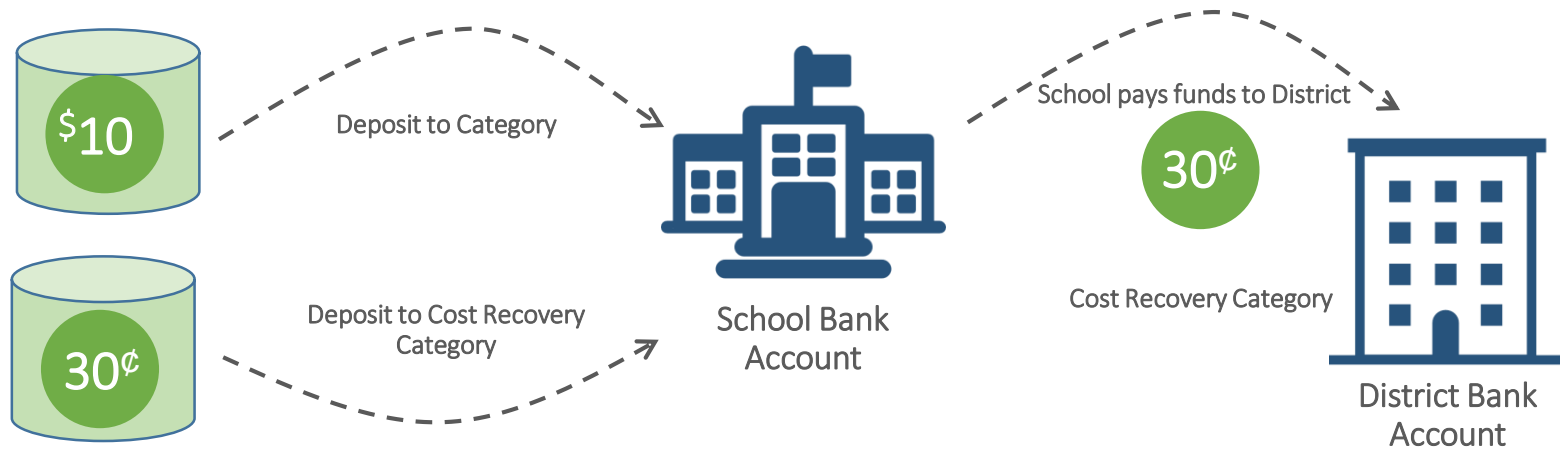 $10
Deposit to Category
30¢
Deposit to Cost Recovery
Category
School Bank
Account
School pays funds to District
30¢
Cost Recovery Category
District Bank
Account